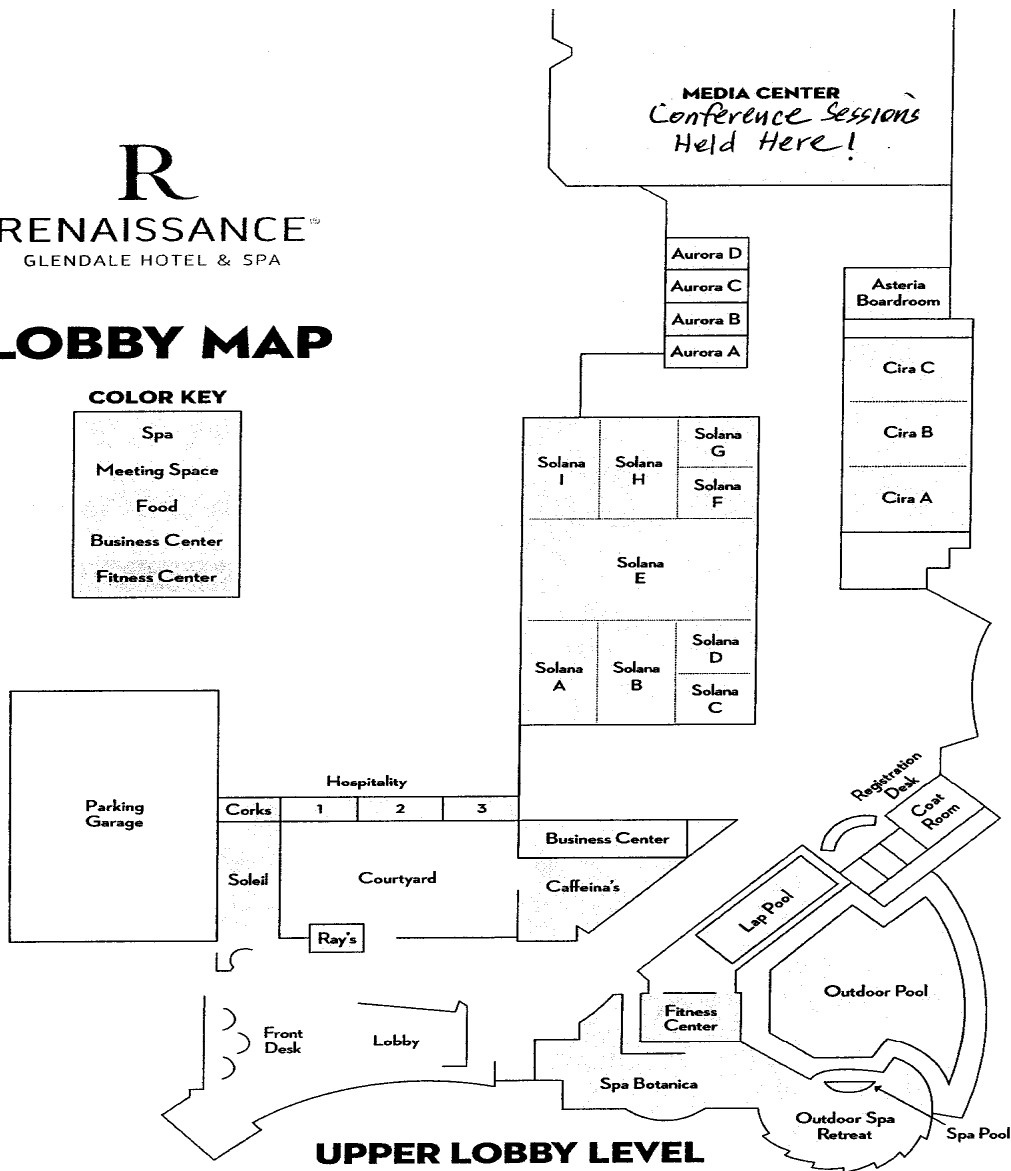 MEDIA CENTER
Conference Sessions
Held Here!
R
RENAISSANCE®
GLENDALE HOTEL & SPA
LOBBY MAP
COLOR KEY
Spa
Meeting Space
Food
Business Center
Fitness Center
Aurora D
Aurora C
Aurora B
Aurora A
Asteria
Boardroom
Cira C
Cira B
Cira A
Solana
I
Solana
H
Solana
G
Solana
F
Solana
E
Solana
A
Solana
B
Solana
D
Solana
C
Parking
Garage
Hospitality
Corks
1
2
3
Soleil
Courtyard
Ray's
Business Center
Caffeina's
Registration
Desk
Coat
Room
Lap Pool
Outdoor Pool
Fitness
Center
Front
Desk
Lobby
Spa Botanica
Outdoor Spa
Retreat
Spa Pool
UPPER LOBBY LEVEL